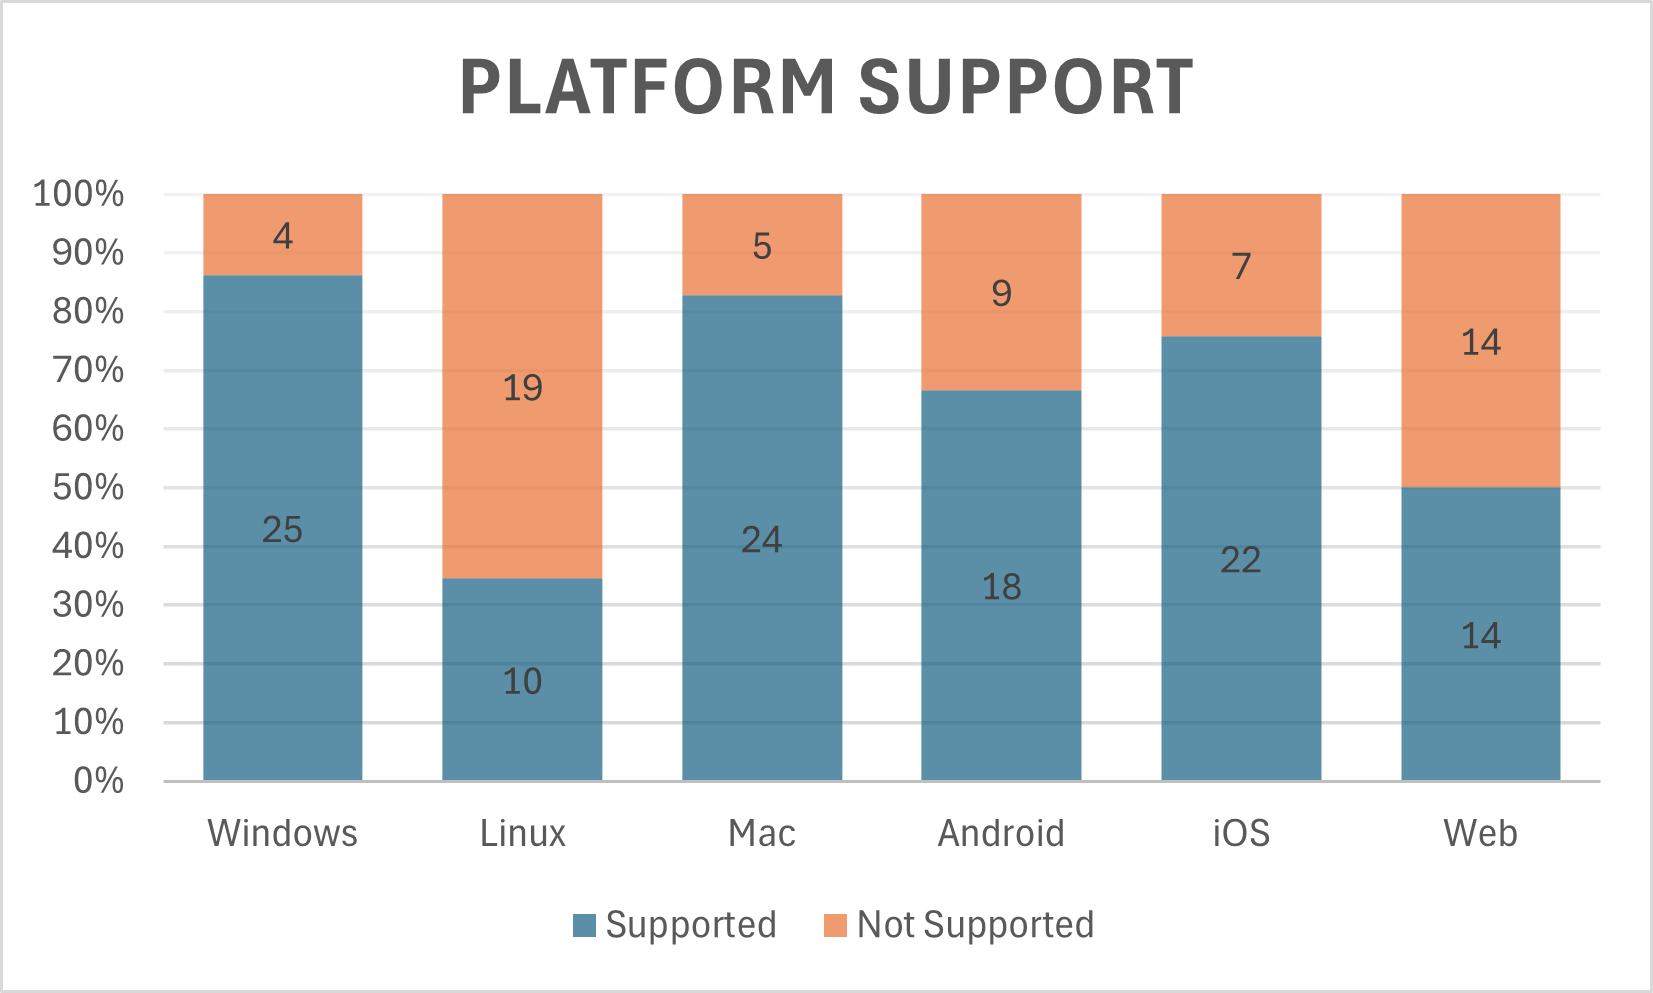 PLATFORM SUPPORT
100%
90%
80%
70%
60%
50%
40%
30%
20%
10%
0%
4
19
5
9
7
14
25
10
24
18
22
14
Windows
Linux
Mac
Android
iOS
Web
Supported
Not Supported